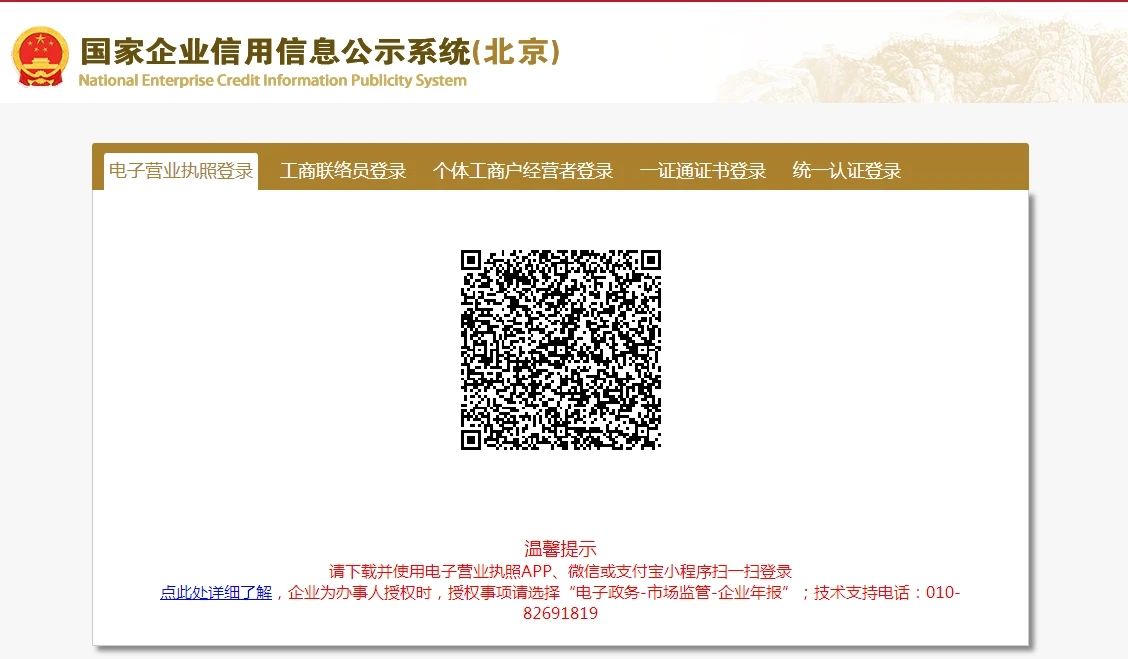 国家企业信用信息公示系统(北京)
National Enterprise Credit Information Publicity System
电子营业执照登录 工商联络员登录 个体工商户经营者登录 一证通证书登录 统一认证登录
温馨提示
请下载并使用电子营业执照APP、微信或支付宝小程序扫一扫登录
点此处详细了解，企业为办事人授权时，授权事项请选择“电子政务-市场监管-企业年报”；技术支持电话：010-
82691819